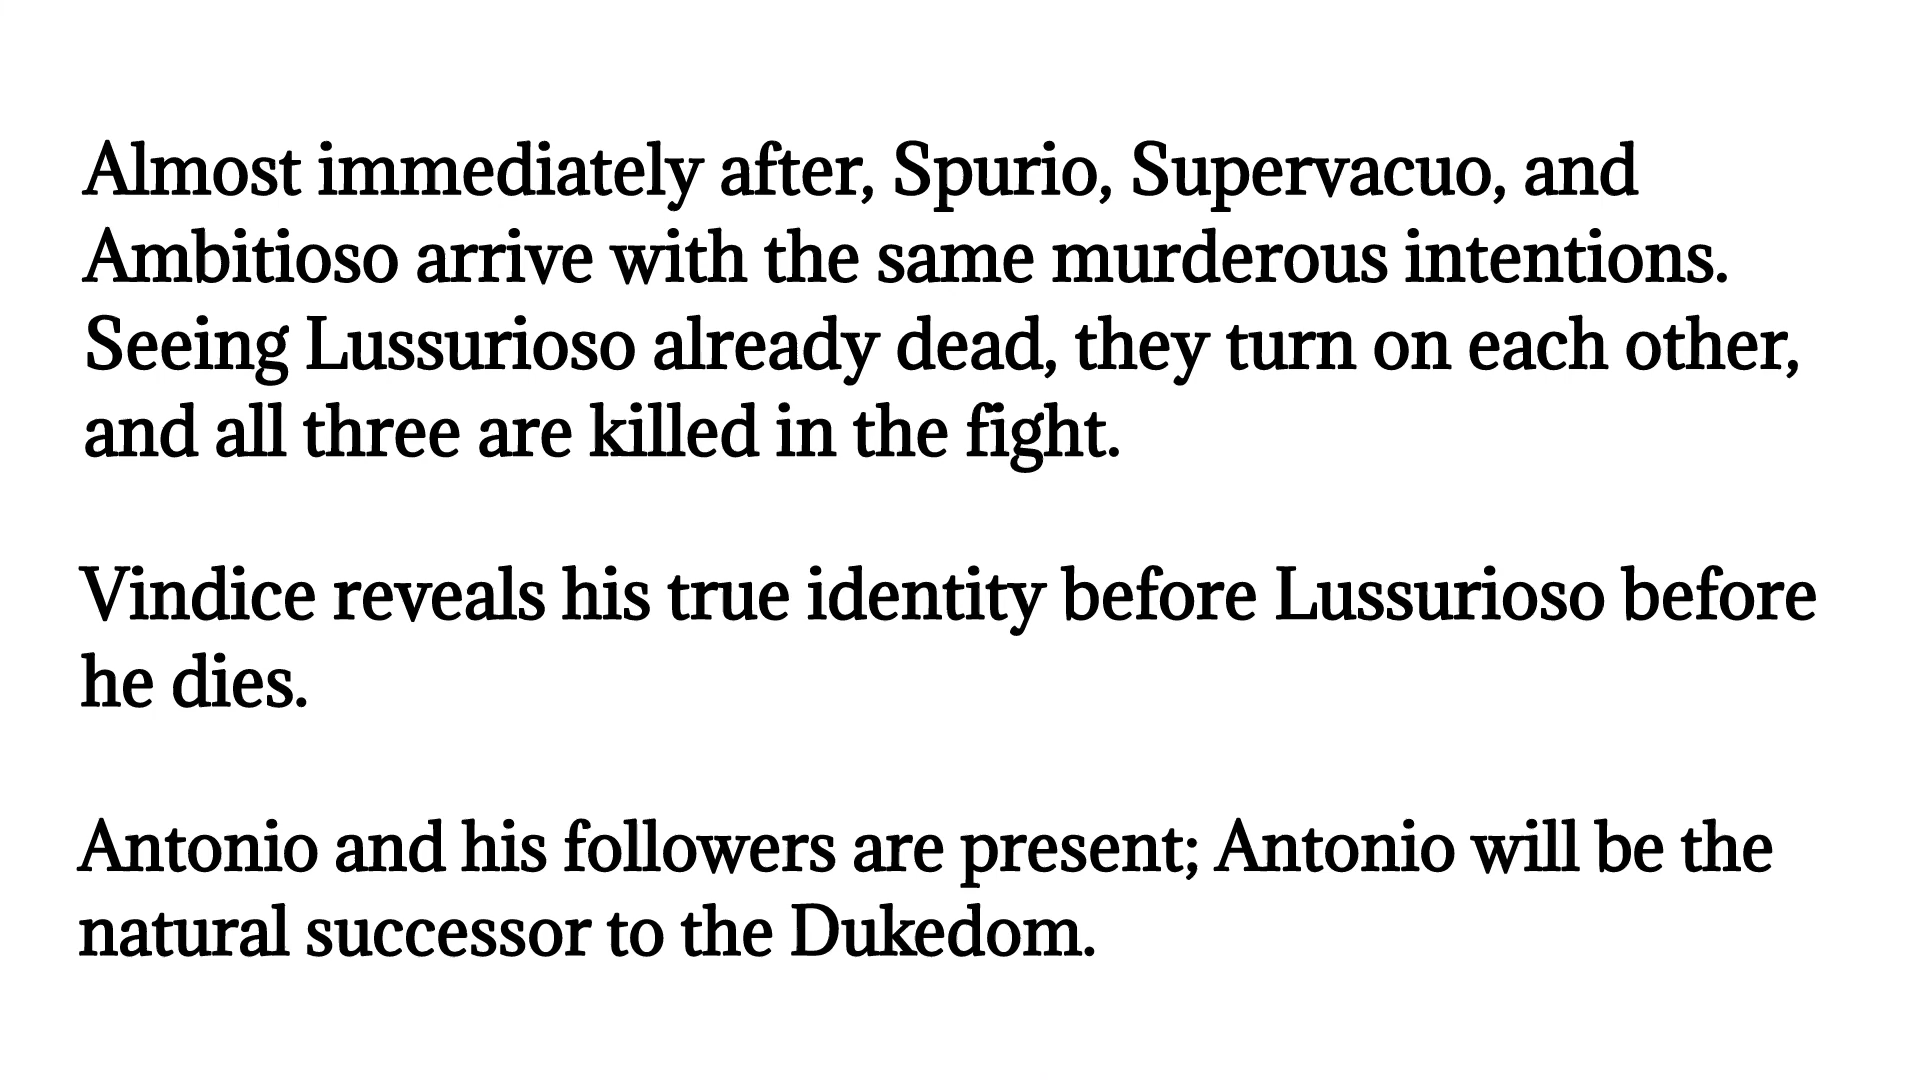 Almost immediately after, Spurio, Supervacuo, and
Ambitioso arrive with the same murderous intentions.
Seeing Lussurioso already dead, they turn on each other,
and all three are killed in the fight.
Vindice reveals his true identity before Lussurioso before
he dies.
Antonio and his followers are present; Antonio will be the
natural successor to the Dukedom.